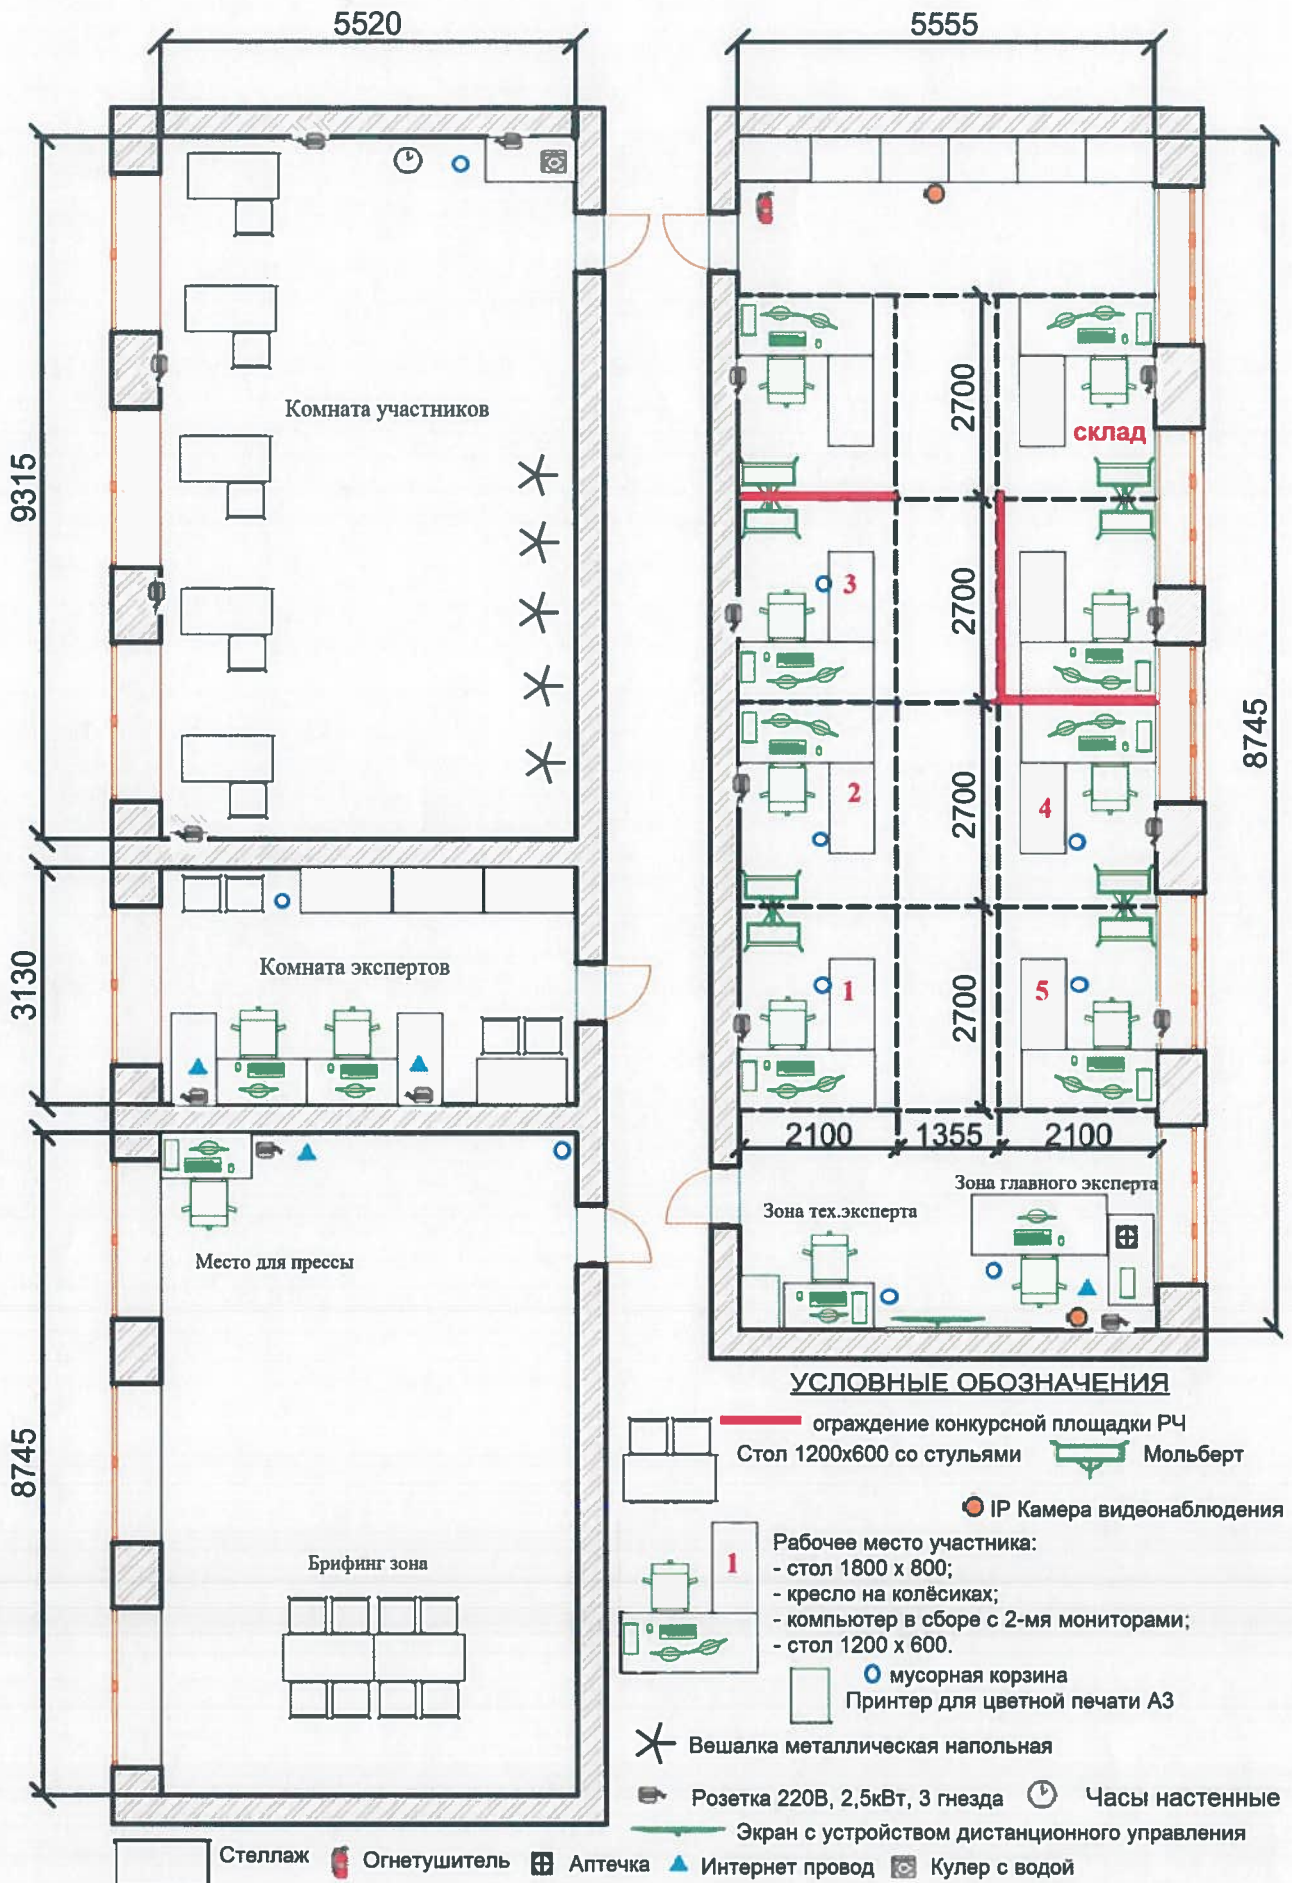 5520
5555
Комната участников
9315
2700
склад
2700
3
2700
2
4
8745
Комната экспертов
3130
2700
1
5
2100
1355
2100
Зона главного эксперта
Зона тех.эксперта
Место для прессы
8745
Брифинг зона
УСЛОВНЫЕ ОБОЗНАЧЕНИЯ
ограждение конкурсной площадки РЧ
Стол 1200х600 со стульями
Мольберт
IP Камера видеонаблюдения
1
Рабочее место участника:
- стол 1800 х 800;
- кресло на колёсиках;
- компьютер в сборе с 2-мя мониторами;
- стол 1200 х 600.
мусорная корзина
Принтер для цветной печати А3
Вешалка металлическая напольная
Розетка 220В, 2,5кВт, 3 гнезда
Часы настенные
Экран с устройством дистанционного управления
Стеллаж
Огнетушитель
Аптечка
Интернет провод
Кулер с водой